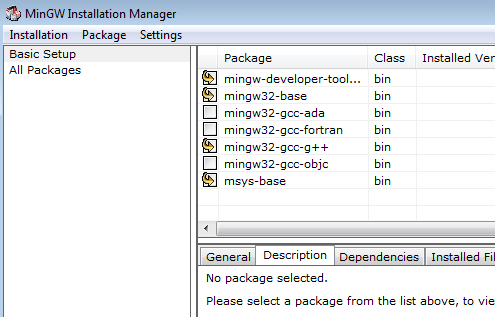 MinGW Installation Manager
Installation Package Settings
Basic Setup
All Packages
Package Class Installed Ver
mingw-developer-tool... bin
mingw32-base bin
mingw32-gcc-ada bin
mingw32-gcc-fortran bin
mingw32-gcc-g++ bin
mingw32-gcc-objc bin
msys-base bin
General Description Dependencies Installed Fil
No package selected.
Please select a package from the list above, to vie